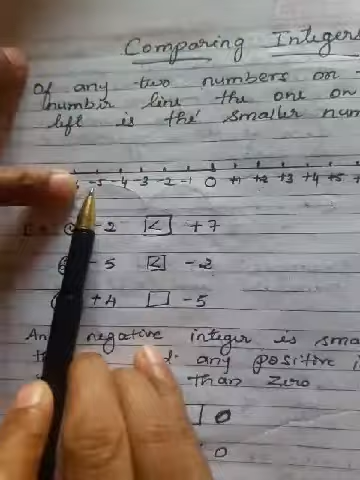 Comparing Integers
Of any two numbers on
number line the one on
left is the smaller num
-5 -4 -3 -2 -1 0 +1 +2 +3 +4 +5
-2 < +7
-5 < -2
+4 □ -5
negative integer is sma
any positive i
than zero
0
0